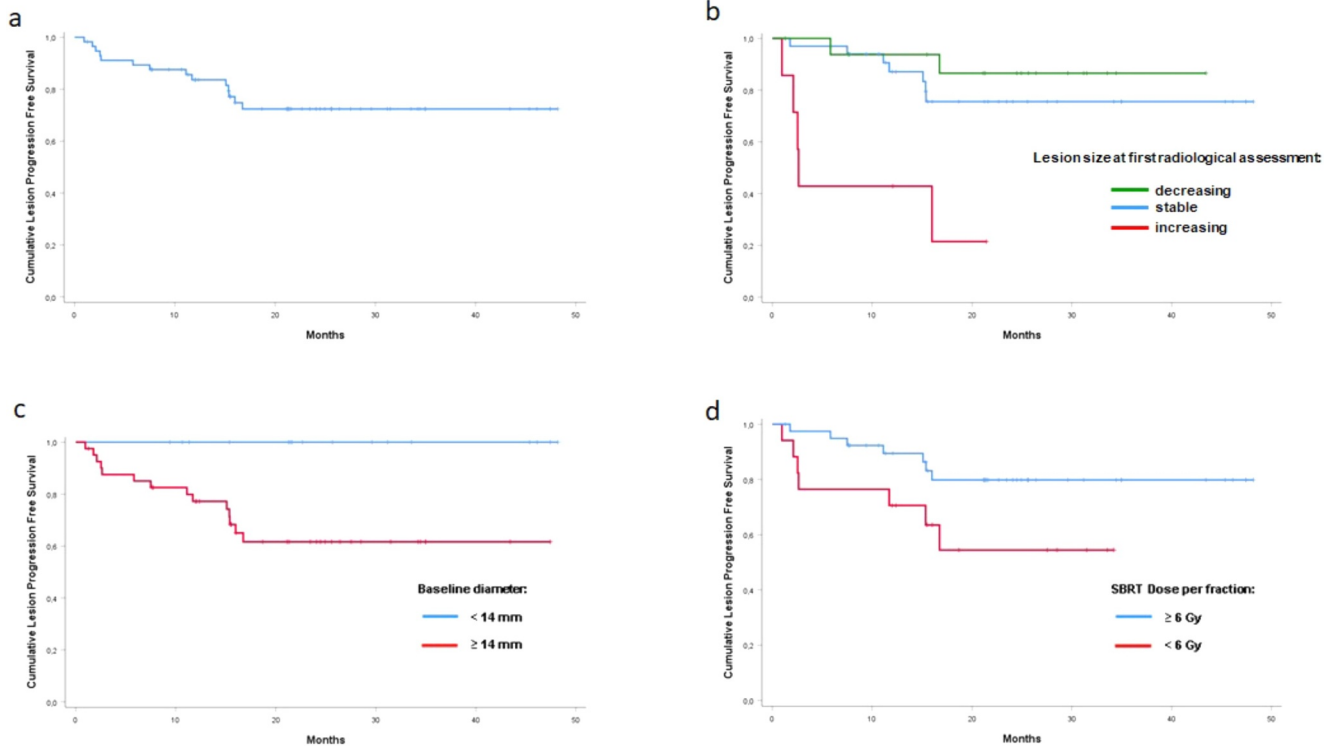 a
Cumulative Lesion Progression Free Survival
1,0
0,8
0,6
0,4
0,2
0,0
0 10 20 30 40 50
Months
b
Cumulative Lesion Progression Free Survival
1,0
0,8
0,6
0,4
0,2
0,0
0 10 20 30 40 50
Months
Lesion size at first radiological assessment:
decreasing
stable
increasing
c
Cumulative Lesion Progression Free Survival
1,0
0,8
0,6
0,4
0,2
0,0
0 10 20 30 40 50
Months
Baseline diameter:
< 14 mm
≥ 14 mm
d
Cumulative Lesion Progression Free Survival
1,0
0,8
0,6
0,4
0,2
0,0
0 10 20 30 40 50
Months
SBRT Dose per fraction:
≥ 6 Gy
< 6 Gy